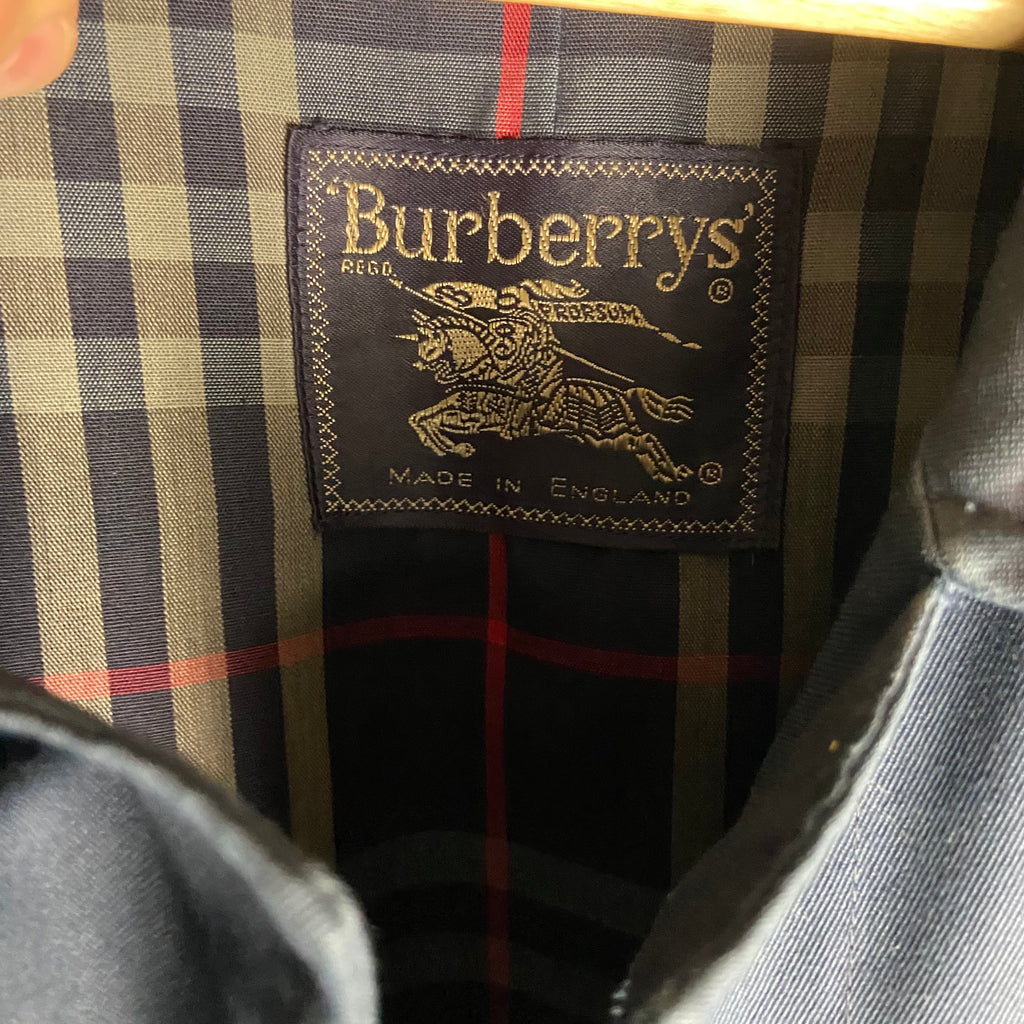 "Burberrys'
REGD. ®
PRORSUM
®
MADE IN ENGLAND